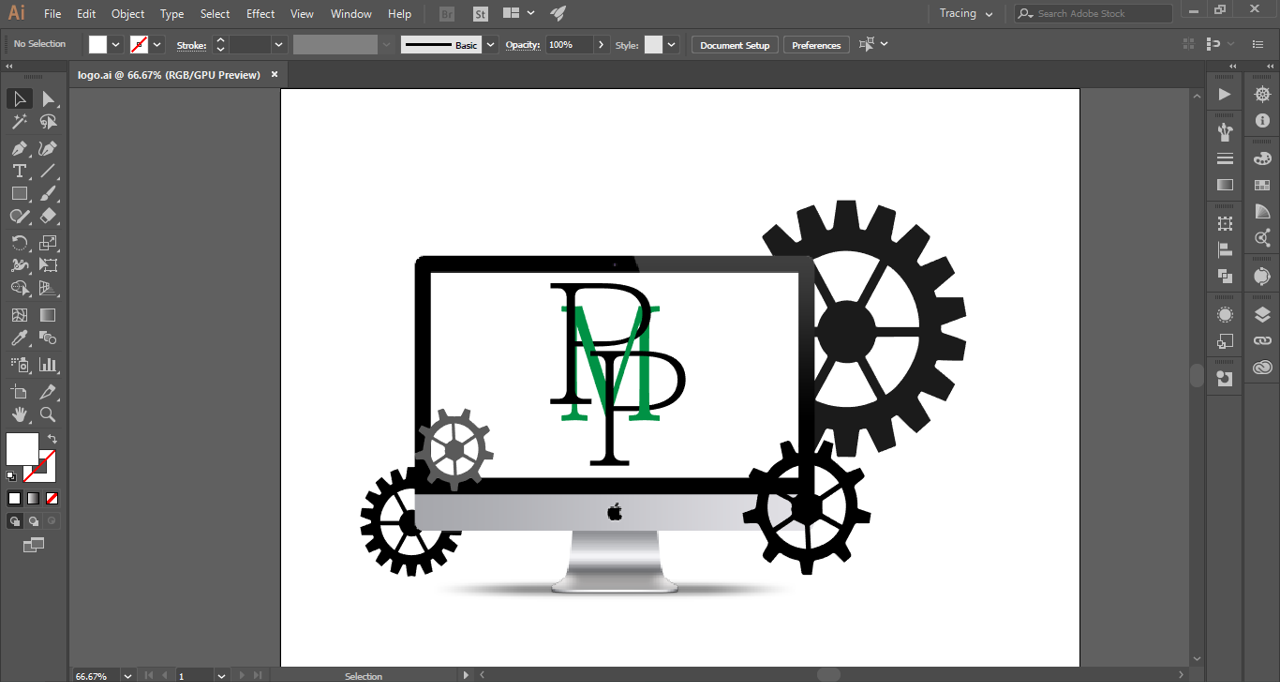 Ai File Edit Object Type Select Effect View Window Help Br St Tracing Search Adobe Stock
No Selection Stroke: Basic Opacity: 100% Style: Document Setup Preferences
logo.ai @ 66.67% (RGB/GPU Preview)
P
M
P
66.67% 1 Selection